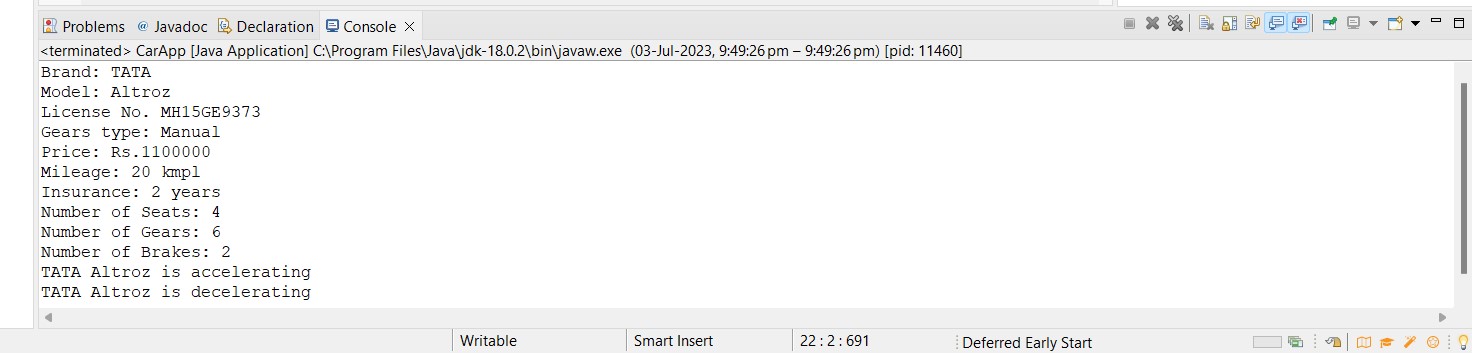 Problems @ Javadoc Declaration Console
<terminated> CarApp [Java Application] C:\Program Files\Java\jdk-18.0.2\bin\javaw.exe (03-Jul-2023, 9:49:26 pm – 9:49:26 pm) [pid: 11460]
Brand: TATA
Model: Altroz
License No. MH15GE9373
Gears type: Manual
Price: Rs.1100000
Mileage: 20 kmpl
Insurance: 2 years
Number of Seats: 4
Number of Gears: 6
Number of Brakes: 2
TATA Altroz is accelerating
TATA Altroz is decelerating
Writable Smart Insert 22 : 2 : 691 Deferred Early Start